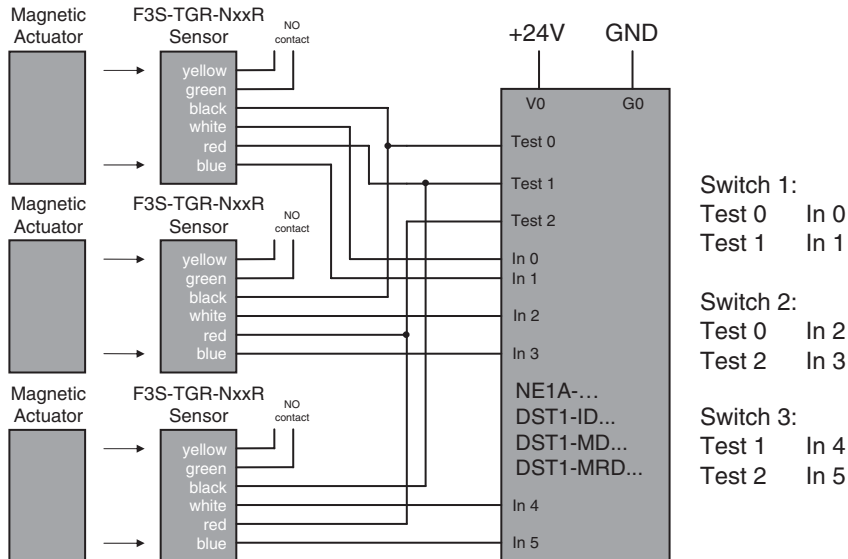 Magnetic
Actuator
F3S-TGR-NxxR
Sensor
NO
contact
yellow
green
black
white
red
blue
Magnetic
Actuator
F3S-TGR-NxxR
Sensor
NO
contact
yellow
green
black
white
red
blue
Magnetic
Actuator
F3S-TGR-NxxR
Sensor
NO
contact
yellow
green
black
white
red
blue
+24V GND
V0 G0
Test 0
Test 1
Test 2
In 0
In 1
In 2
In 3
NE1A-...
DST1-ID...
DST1-MD...
DST1-MRD...
In 4
In 5
Switch 1:
Test 0 In 0
Test 1 In 1
Switch 2:
Test 0 In 2
Test 2 In 3
Switch 3:
Test 1 In 4
Test 2 In 5